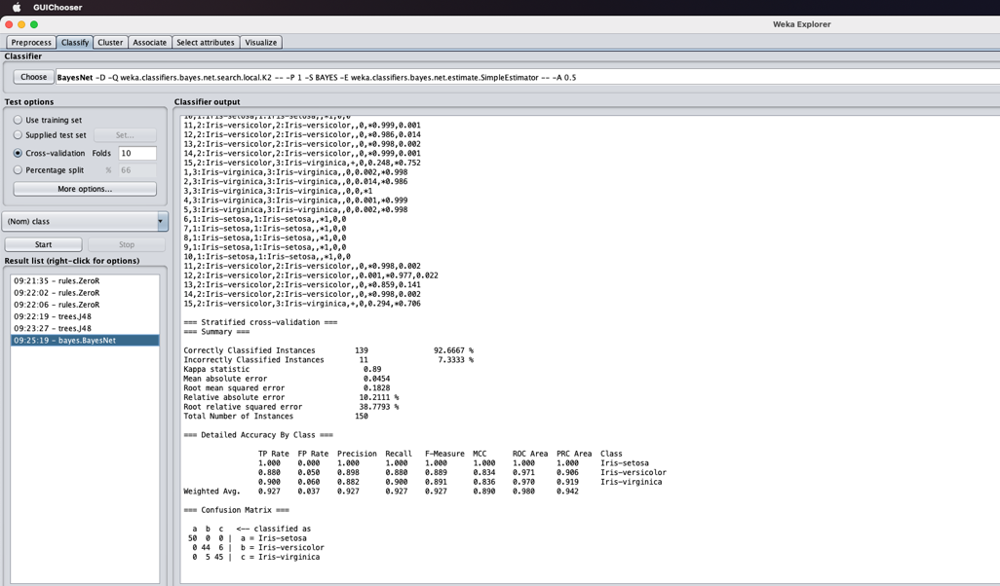 GUIChooser
Weka Explorer
Preprocess Classify Cluster Associate Select attributes Visualize
Classifier
Choose BayesNet -D -Q weka.classifiers.bayes.net.search.local.K2 -- -P 1 -S BAYES -E weka.classifiers.bayes.net.estimate.SimpleEstimator -- -A 0.5
Test options
Use training set
Supplied test set Set...
Cross-validation Folds 10
Percentage split % 66
More options...
(Nom) class
Start Stop
Result list (right-click for options)
09:21:35 - rules.ZeroR
09:22:02 - rules.ZeroR
09:22:06 - rules.ZeroR
09:22:19 - trees.J48
09:23:27 - trees.J48
09:25:19 - bayes.BayesNet
Classifier output
10,1:Iris-setosa,1:Iris-setosa,,*1,0,0
11,2:Iris-versicolor,2:Iris-versicolor,,0,*0.999,0.001
12,2:Iris-versicolor,2:Iris-versicolor,,0,*0.986,0.014
13,2:Iris-versicolor,2:Iris-versicolor,,0,*0.998,0.002
14,2:Iris-versicolor,2:Iris-versicolor,,0,*0.999,0.001
15,2:Iris-versicolor,3:Iris-virginica,+,0,0.248,*0.752
1,3:Iris-virginica,3:Iris-virginica,,0,0.002,*0.998
2,3:Iris-virginica,3:Iris-virginica,,0,0.014,*0.986
3,3:Iris-virginica,3:Iris-virginica,,0,0,*1
4,3:Iris-virginica,3:Iris-virginica,,0,0.001,*0.999
5,3:Iris-virginica,3:Iris-virginica,,0,0.002,*0.998
6,1:Iris-setosa,1:Iris-setosa,,*1,0,0
7,1:Iris-setosa,1:Iris-setosa,,*1,0,0
8,1:Iris-setosa,1:Iris-setosa,,*1,0,0
9,1:Iris-setosa,1:Iris-setosa,,*1,0,0
10,1:Iris-setosa,1:Iris-setosa,,*1,0,0
11,2:Iris-versicolor,2:Iris-versicolor,,0,*0.998,0.002
12,2:Iris-versicolor,2:Iris-versicolor,,0.001,*0.977,0.022
13,2:Iris-versicolor,2:Iris-versicolor,,0,*0.859,0.141
14,2:Iris-versicolor,2:Iris-versicolor,,0,*0.998,0.002
15,2:Iris-versicolor,3:Iris-virginica,+,0,0.294,*0.706
=== Stratified cross-validation ===
=== Summary ===
Correctly Classified Instances 139 92.6667 %
Incorrectly Classified Instances 11 7.3333 %
Kappa statistic 0.89
Mean absolute error 0.0454
Root mean squared error 0.1828
Relative absolute error 10.2111 %
Root relative squared error 38.7793 %
Total Number of Instances 150
=== Detailed Accuracy By Class ===
TP Rate FP Rate Precision Recall F-Measure MCC ROC Area PRC Area Class
1.000 0.000 1.000 1.000 1.000 1.000 1.000 1.000 Iris-setosa
0.880 0.050 0.898 0.880 0.889 0.834 0.971 0.906 Iris-versicolor
0.900 0.060 0.882 0.900 0.891 0.836 0.970 0.919 Iris-virginica
Weighted Avg. 0.927 0.037 0.927 0.927 0.927 0.890 0.980 0.942
=== Confusion Matrix ===
a b c <-- classified as
50 0 0 | a = Iris-setosa
0 44 6 | b = Iris-versicolor
0 5 45 | c = Iris-virginica